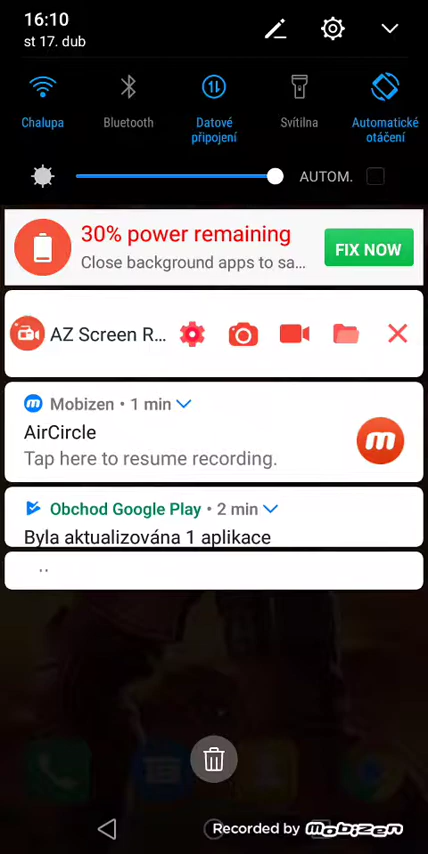 16:10
st 17. dub
Chalupa
Bluetooth
Datové připojení
Svítilna
Automatické otáčení
AUTOM.
30% power remaining
Close background apps to sa...
FIX NOW
AZ Screen R...
Mobizen • 1 min
AirCircle
Tap here to resume recording.
m
Obchod Google Play • 2 min
Byla aktualizována 1 aplikace
Recorded by mobizen